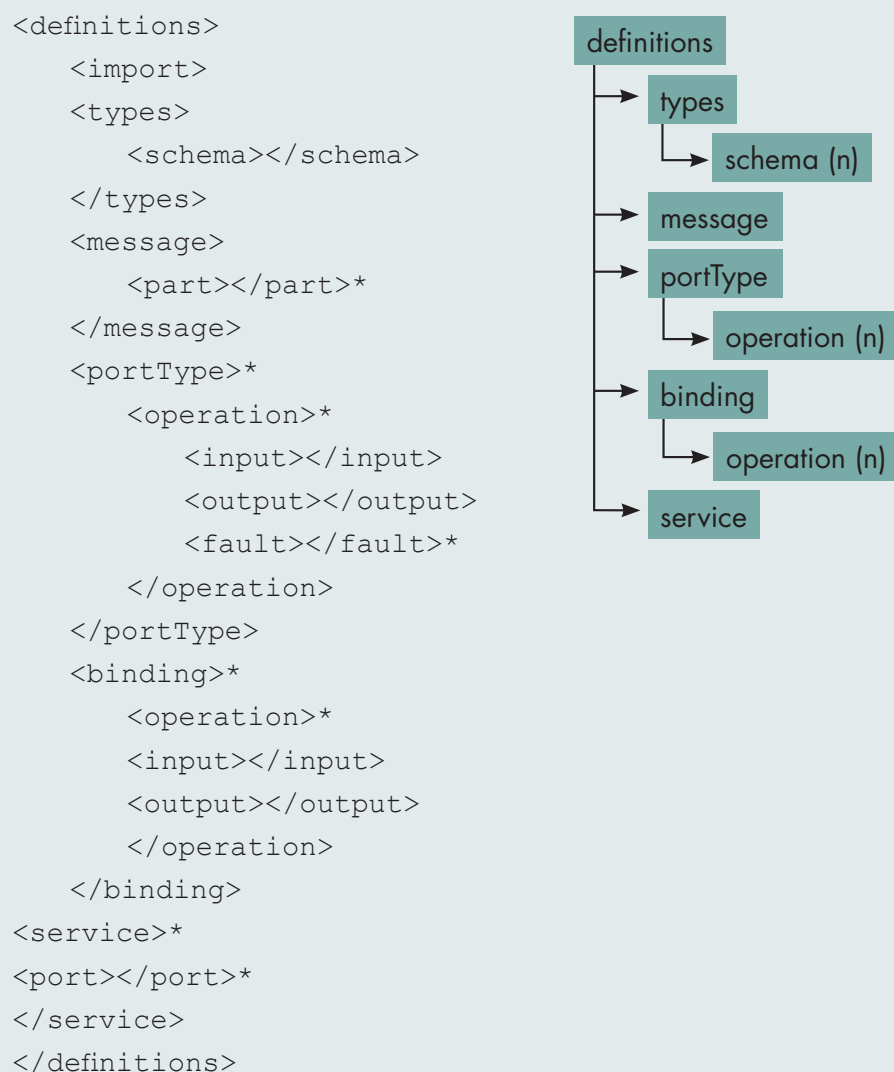 <definitions>
<import>
<types>
<schema></schema>
</types>
<message>
<part></part>*
</message>
<portType>*
<operation>*
<input></input>
<output></output>
<fault></fault>*
</operation>
</portType>
<binding>*
<operation>*
<input></input>
<output></output>
</operation>
</binding>
<service>*
<port></port>*
</service>
</definitions>
definitions
types
schema (n)
message
portType
operation (n)
binding
operation (n)
service